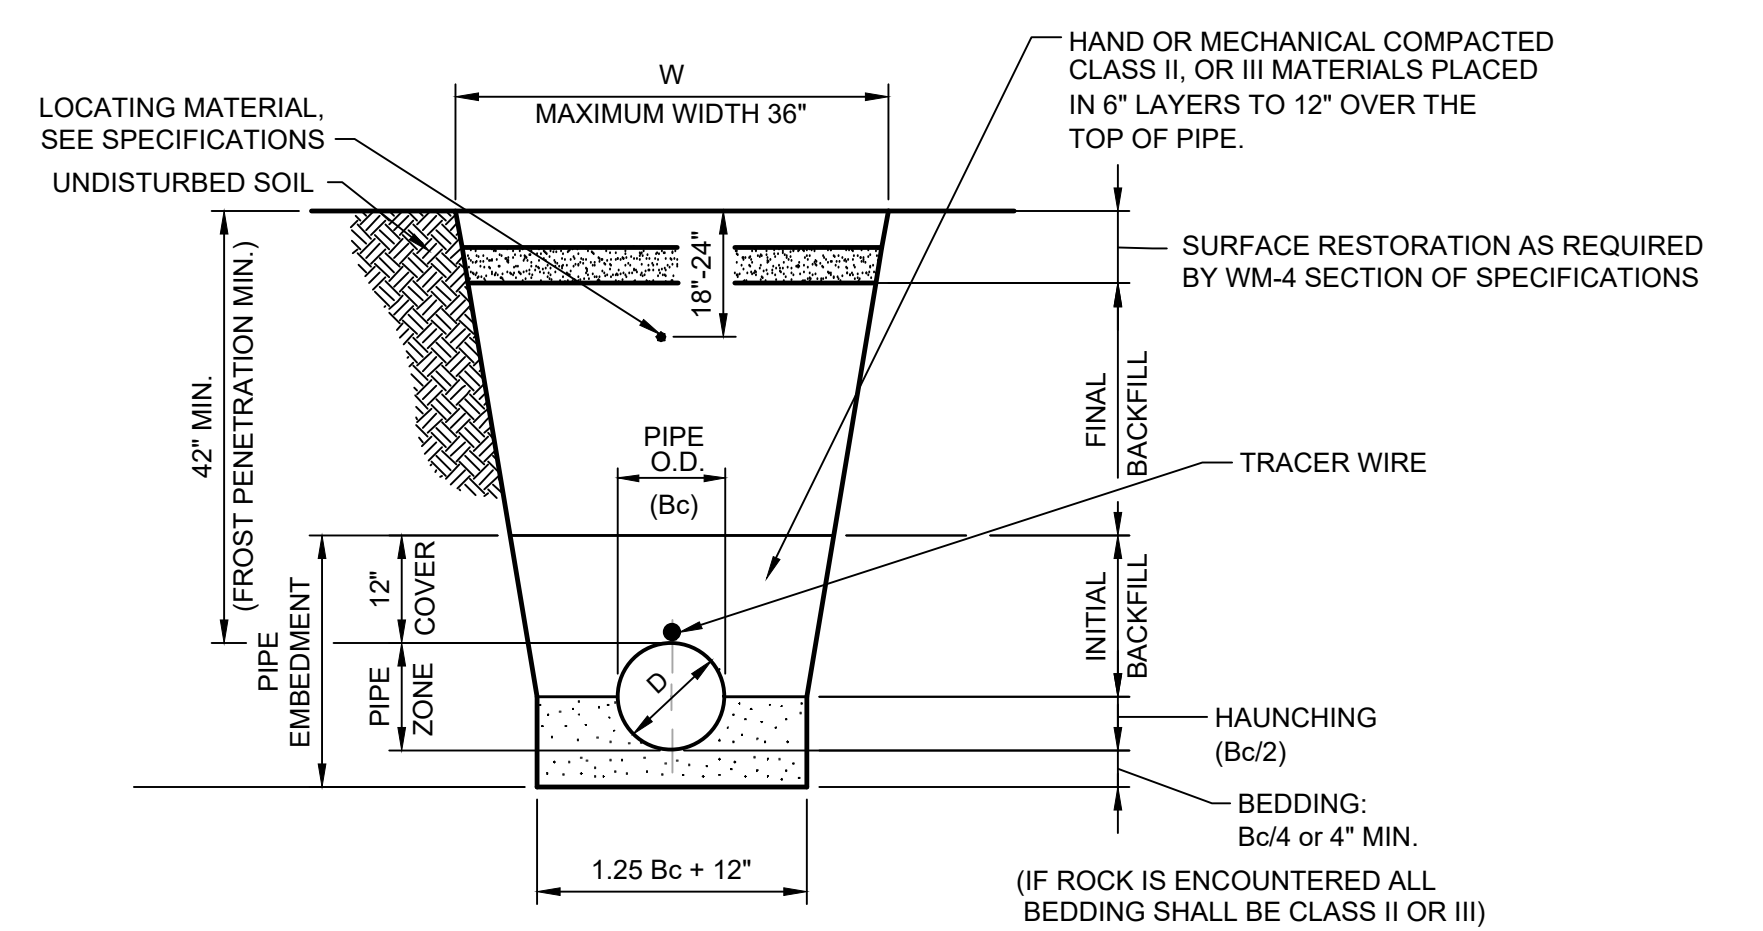 HAND OR MECHANICAL COMPACTED
CLASS II, OR III MATERIALS PLACED
IN 6" LAYERS TO 12" OVER THE
TOP OF PIPE.
W
MAXIMUM WIDTH 36"
LOCATING MATERIAL,
SEE SPECIFICATIONS
UNDISTURBED SOIL
18"-24"
SURFACE RESTORATION AS REQUIRED
BY WM-4 SECTION OF SPECIFICATIONS
42" MIN.
(FROST PENETRATION MIN.)
FINAL
BACKFILL
PIPE
O.D.
(Bc)
TRACER WIRE
PIPE
EMBEDMENT
12"
COVER
INITIAL
BACKFILL
PIPE
ZONE
D
HAUNCHING
(Bc/2)
BEDDING:
Bc/4 or 4" MIN.
1.25 Bc + 12"
(IF ROCK IS ENCOUNTERED ALL
BEDDING SHALL BE CLASS II OR III)